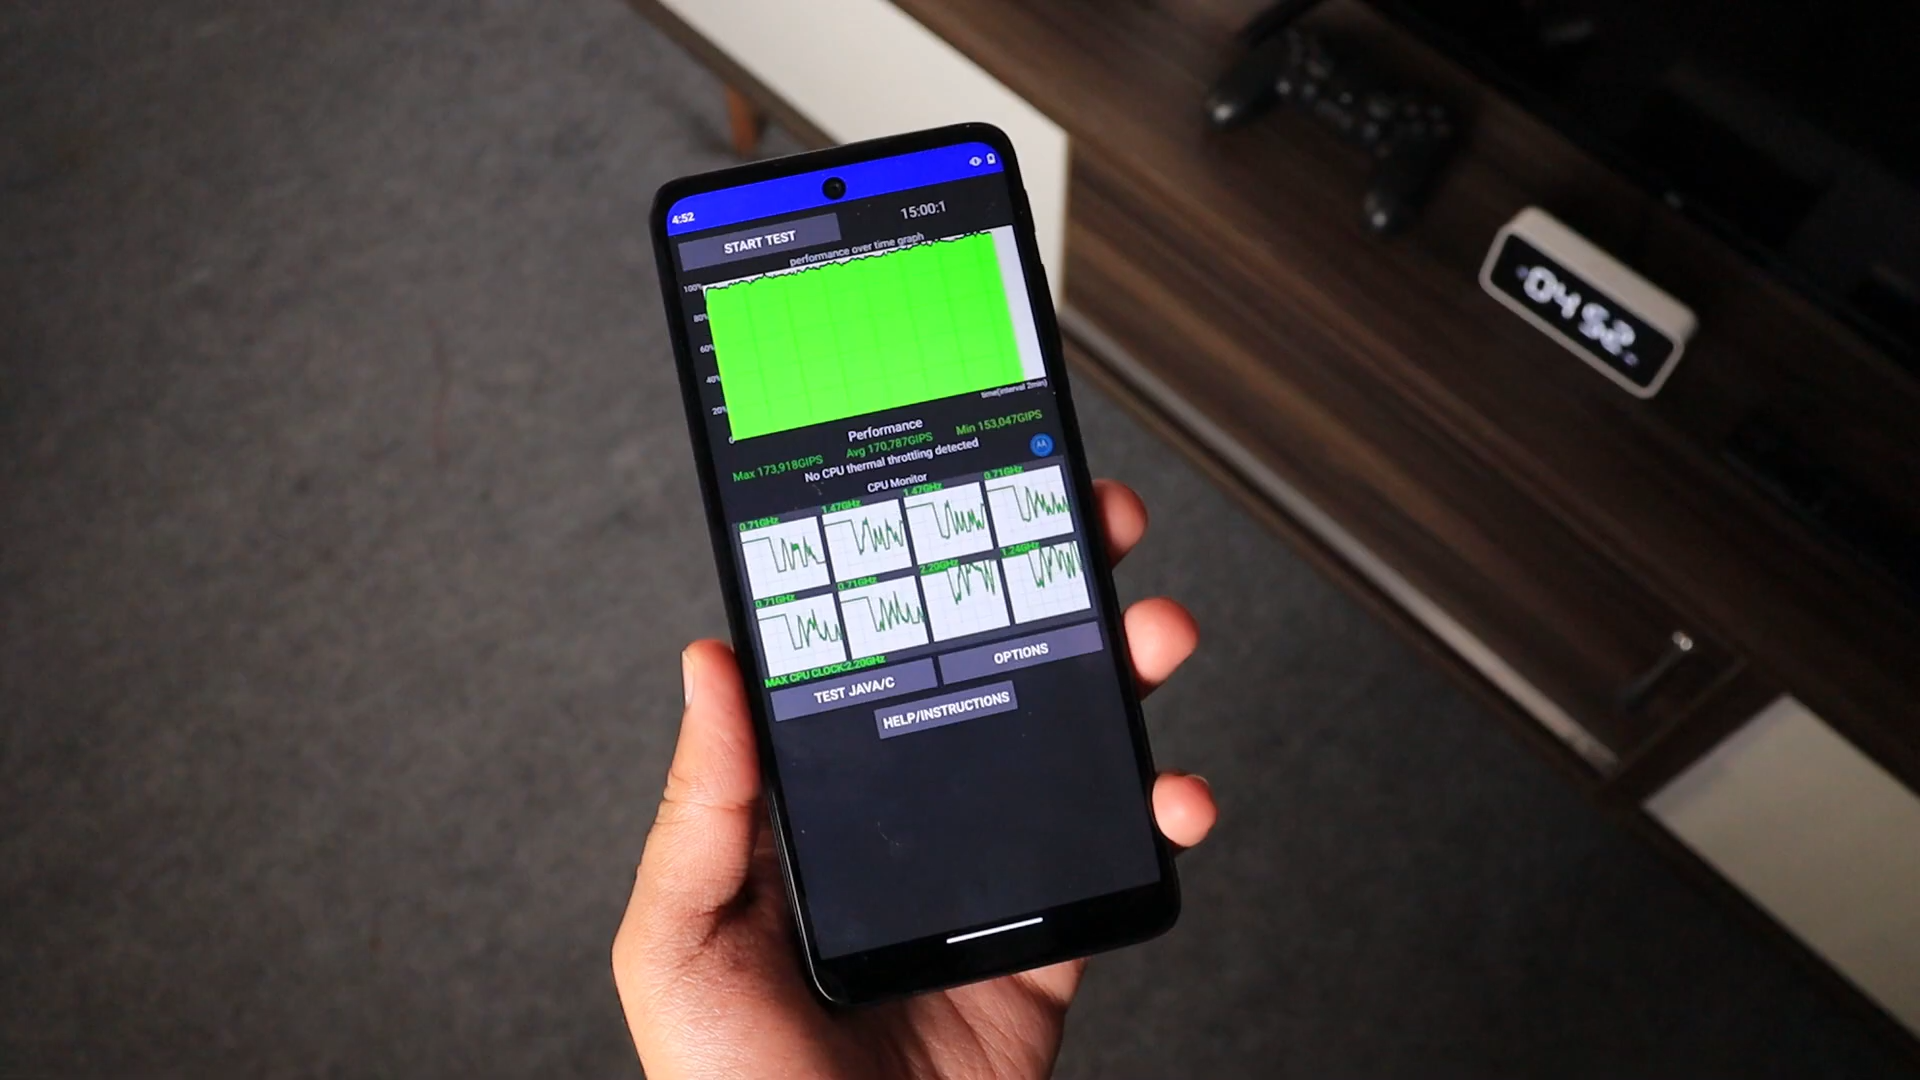 4:52
START TEST
15:00:1
performance over time graph
100%
80%
60%
40%
20%
0
time(interval 2min)
Performance
Max 173,918GIPS
Avg 170,787GIPS
Min 153,047GIPS
No CPU thermal throttling detected
CPU Monitor
0.71GHz
1.47GHz
1.47GHz
0.71GHz
0.71GHz
0.71GHz
2.20GHz
1.24GHz
MAX CPU CLOCK:2.20GHz
TEST JAVA/C
OPTIONS
HELP/INSTRUCTIONS
04 52